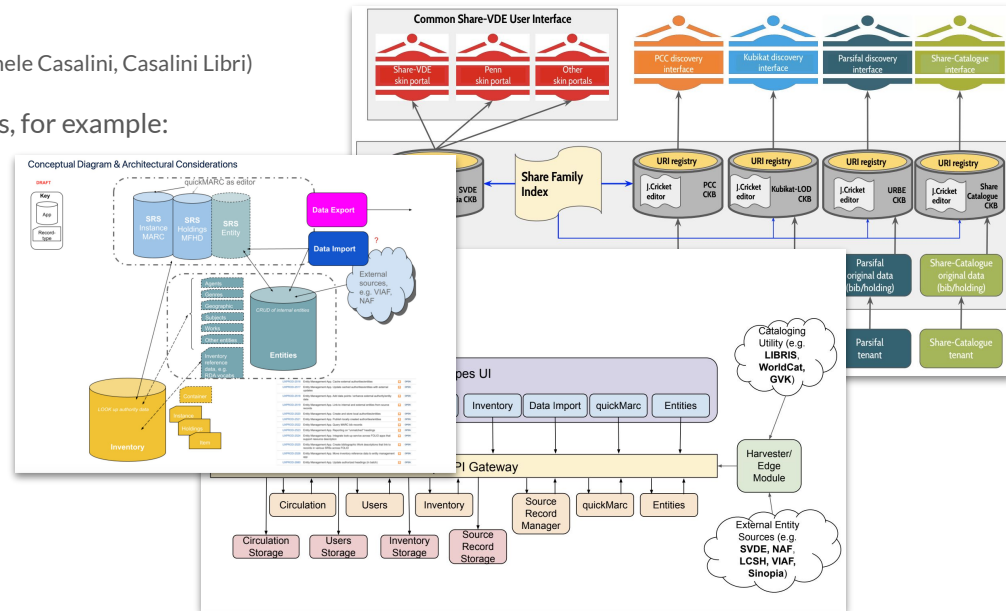 nele Casalini, Casalini Libri)
s, for example:
Common Share-VDE User Interface
Share-VDE
skin portal
Penn
skin portal
Other
skin portals
PCC discovery
interface
Kubikat discovery
interface
Parsifal discovery
interface
Share-Catalogue
interface
SVDE
CKB
Share Family
Index
URI registry
J.Cricket
editor
PCC
CKB
URI registry
J.Cricket
editor
Kubikat-LOD
CKB
URI registry
J.Cricket
editor
URBE
CKB
URI registry
J.Cricket
editor
Share
Catalogue
CKB
Parsifal
original data
(bib/holding)
Share-Catalogue
original data
(bib/holding)
Parsifal
tenant
Share-Catalogue
tenant
Conceptual Diagram & Architectural Considerations
DRAFT
Key
App
Record-
type
quickMARC as editor
SRS
Instance
MARC
SRS
Holdings
MFHD
SRS
Entity
Data Export
Data Import
?
External
sources,
e.g. VIAF,
NAF
Agents
Genres
Geographic
Subjects
Works
Other entities
Inventory
reference
data, e.g.
CRUD of internal entities
Entities
LOOK up authority data
Inventory
Container
Holdings
Item
pes UI
Inventory
Data Import
quickMarc
Entities
PI Gateway
Circulation
Users
Inventory
Source
Record
Manager
quickMarc
Entities
Circulation
Storage
Users
Storage
Inventory
Storage
Source
Record
Storage
Cataloging
Utility (e.g.
LIBRIS,
WorldCat,
GVK)
Harvester/
Edge
Module
External Entity
Sources (e.g.
SVDE, NAF,
LCSH, VIAF,
Sinopia)